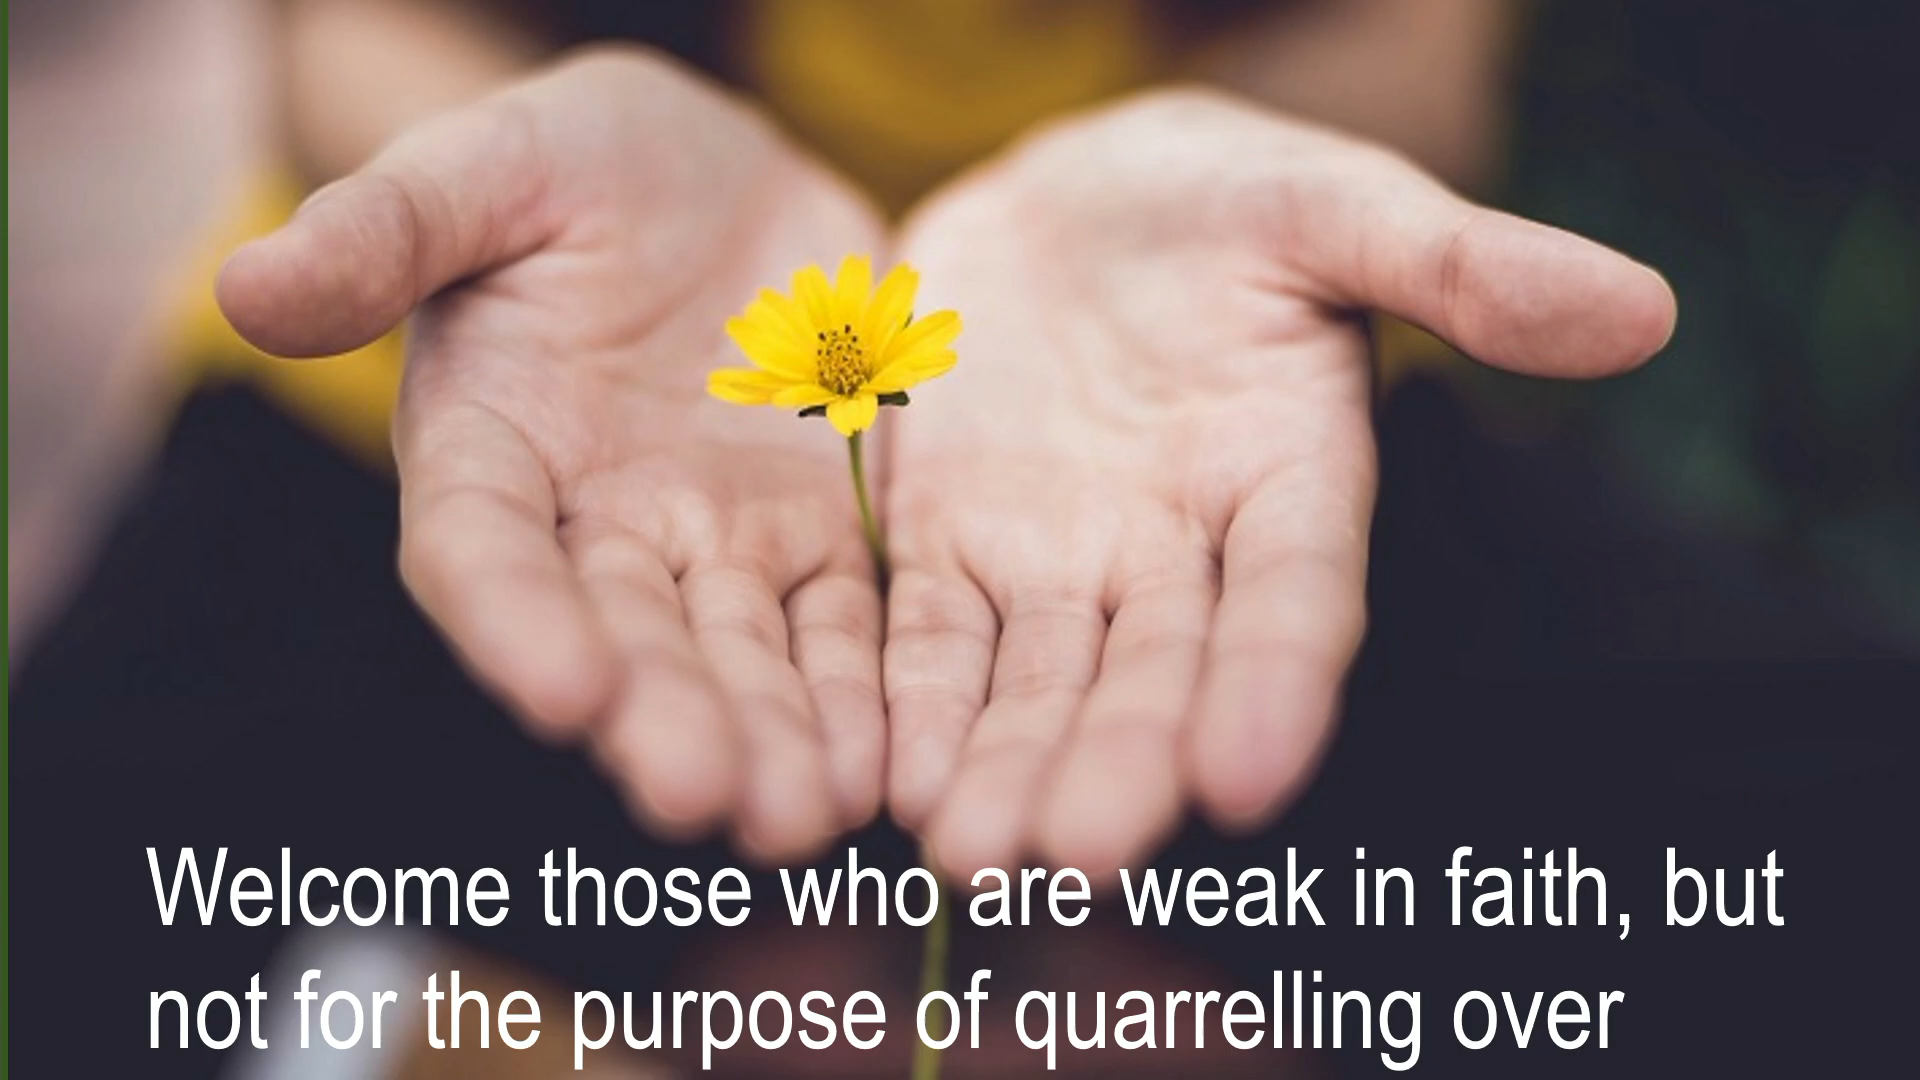 Welcome those who are weak in faith, but
not for the purpose of quarrelling over